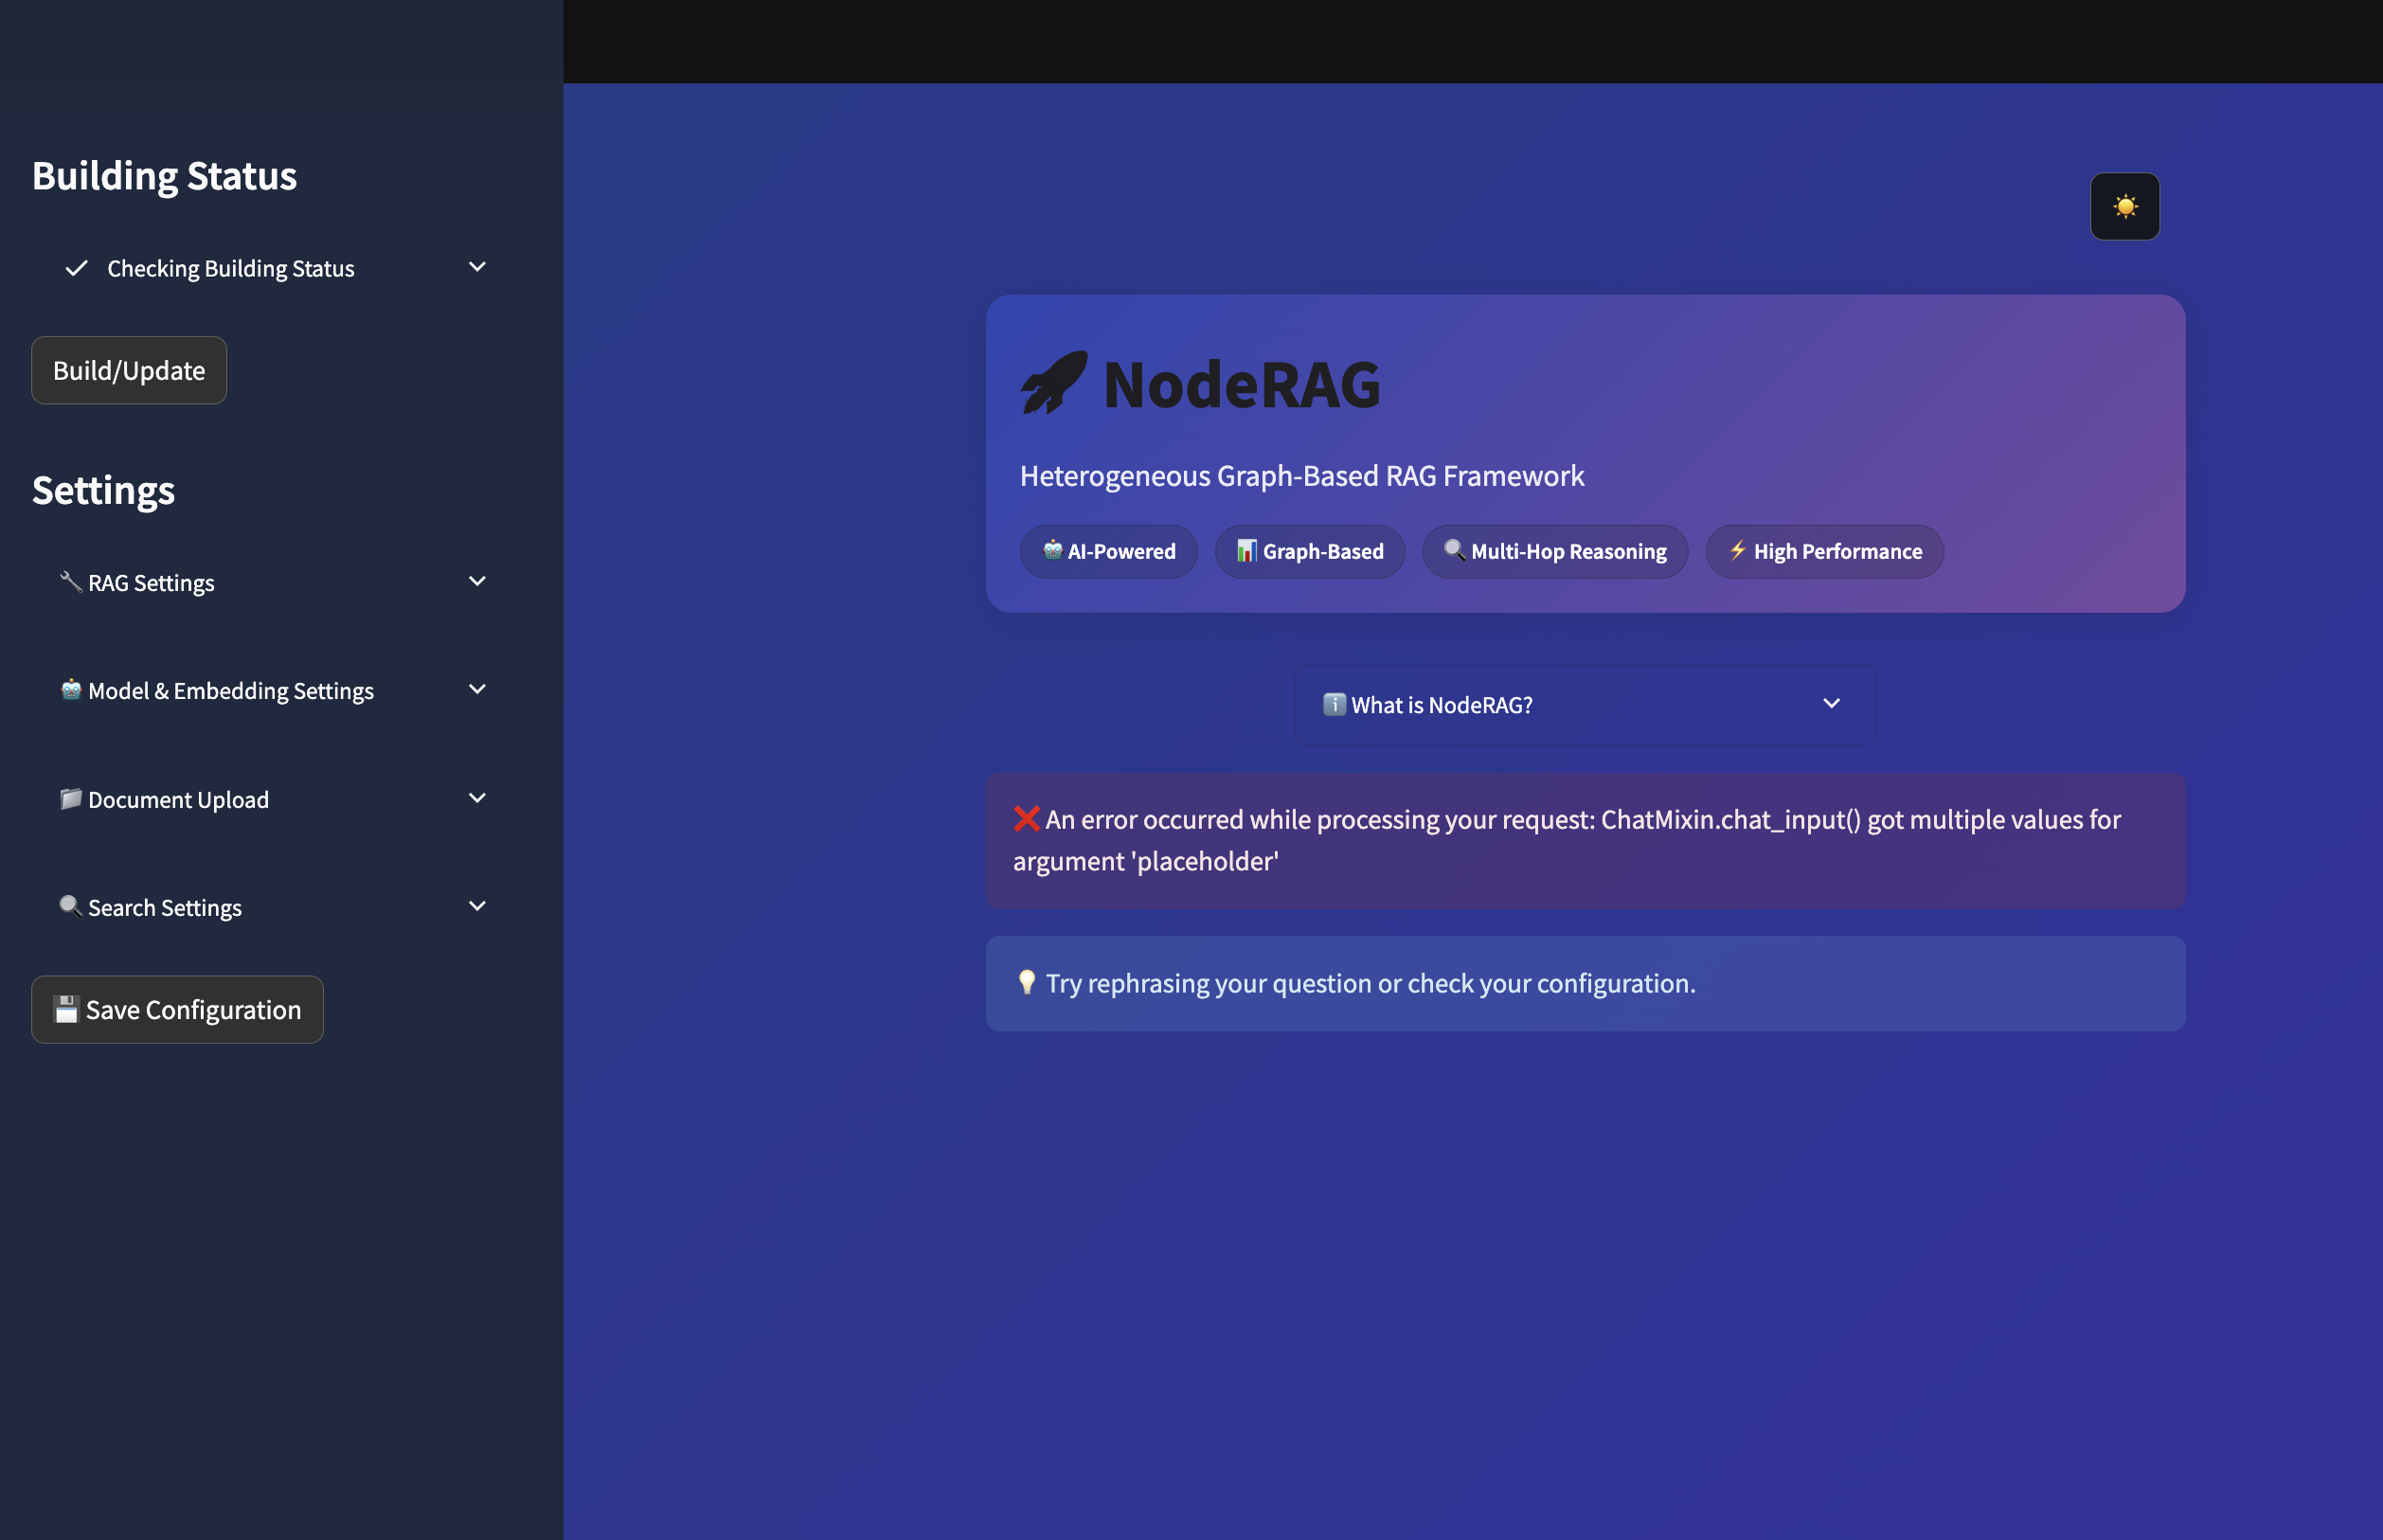 Building Status
Checking Building Status
Build/Update
Settings
🔧 RAG Settings
🤖 Model & Embedding Settings
📁 Document Upload
🔍 Search Settings
💾 Save Configuration
☀️
🚀 NodeRAG
Heterogeneous Graph-Based RAG Framework
🤖 AI-Powered
📊 Graph-Based
🔍 Multi-Hop Reasoning
⚡ High Performance
ℹ️ What is NodeRAG?
❌ An error occurred while processing your request: ChatMixin.chat_input() got multiple values for
argument 'placeholder'
💡 Try rephrasing your question or check your configuration.